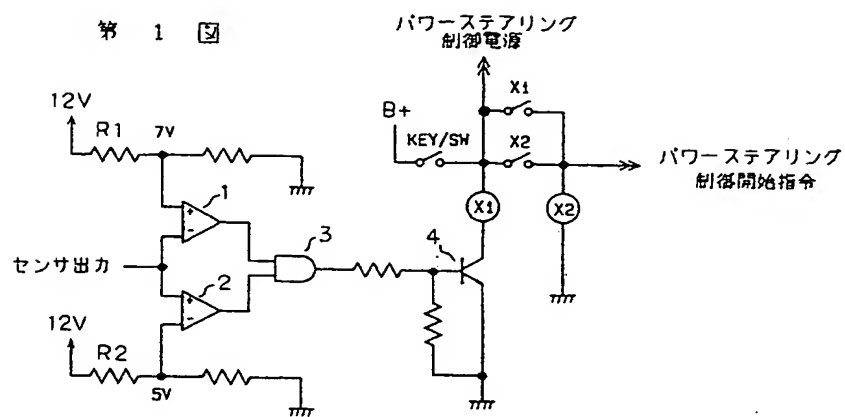 第 1 図
パワーステアリング
制御電源
12V
R1
7V
B+
KEY/SW
X1
X2
パワーステアリング
制御開始指令
X1
X2
1
+
-
3
4
センサ出力
2
+
-
12V
R2
5V